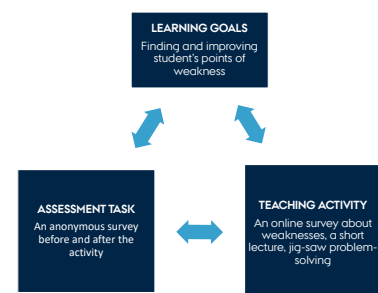 LEARNING GOALS
Finding and improving
student's points of
weakness
ASSESSMENT TASK
An anonymous survey
before and after the
activity
TEACHING ACTIVITY
An online survey about
weaknesses, a short
lecture, jig-saw problem-
solving